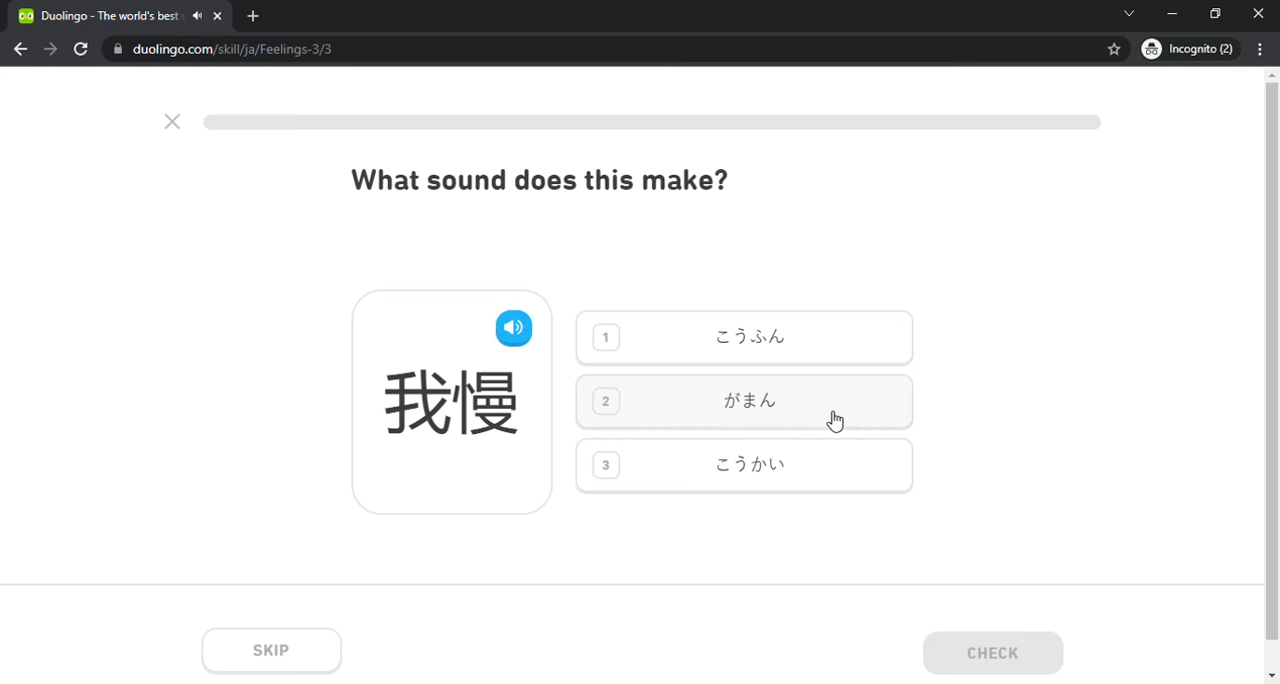 Duolingo - The world's best
duolingo.com/skill/ja/Feelings-3/3
Incognito (2)
What sound does this make?
我慢
1 こうふん
2 がまん
3 こうかい
SKIP
CHECK